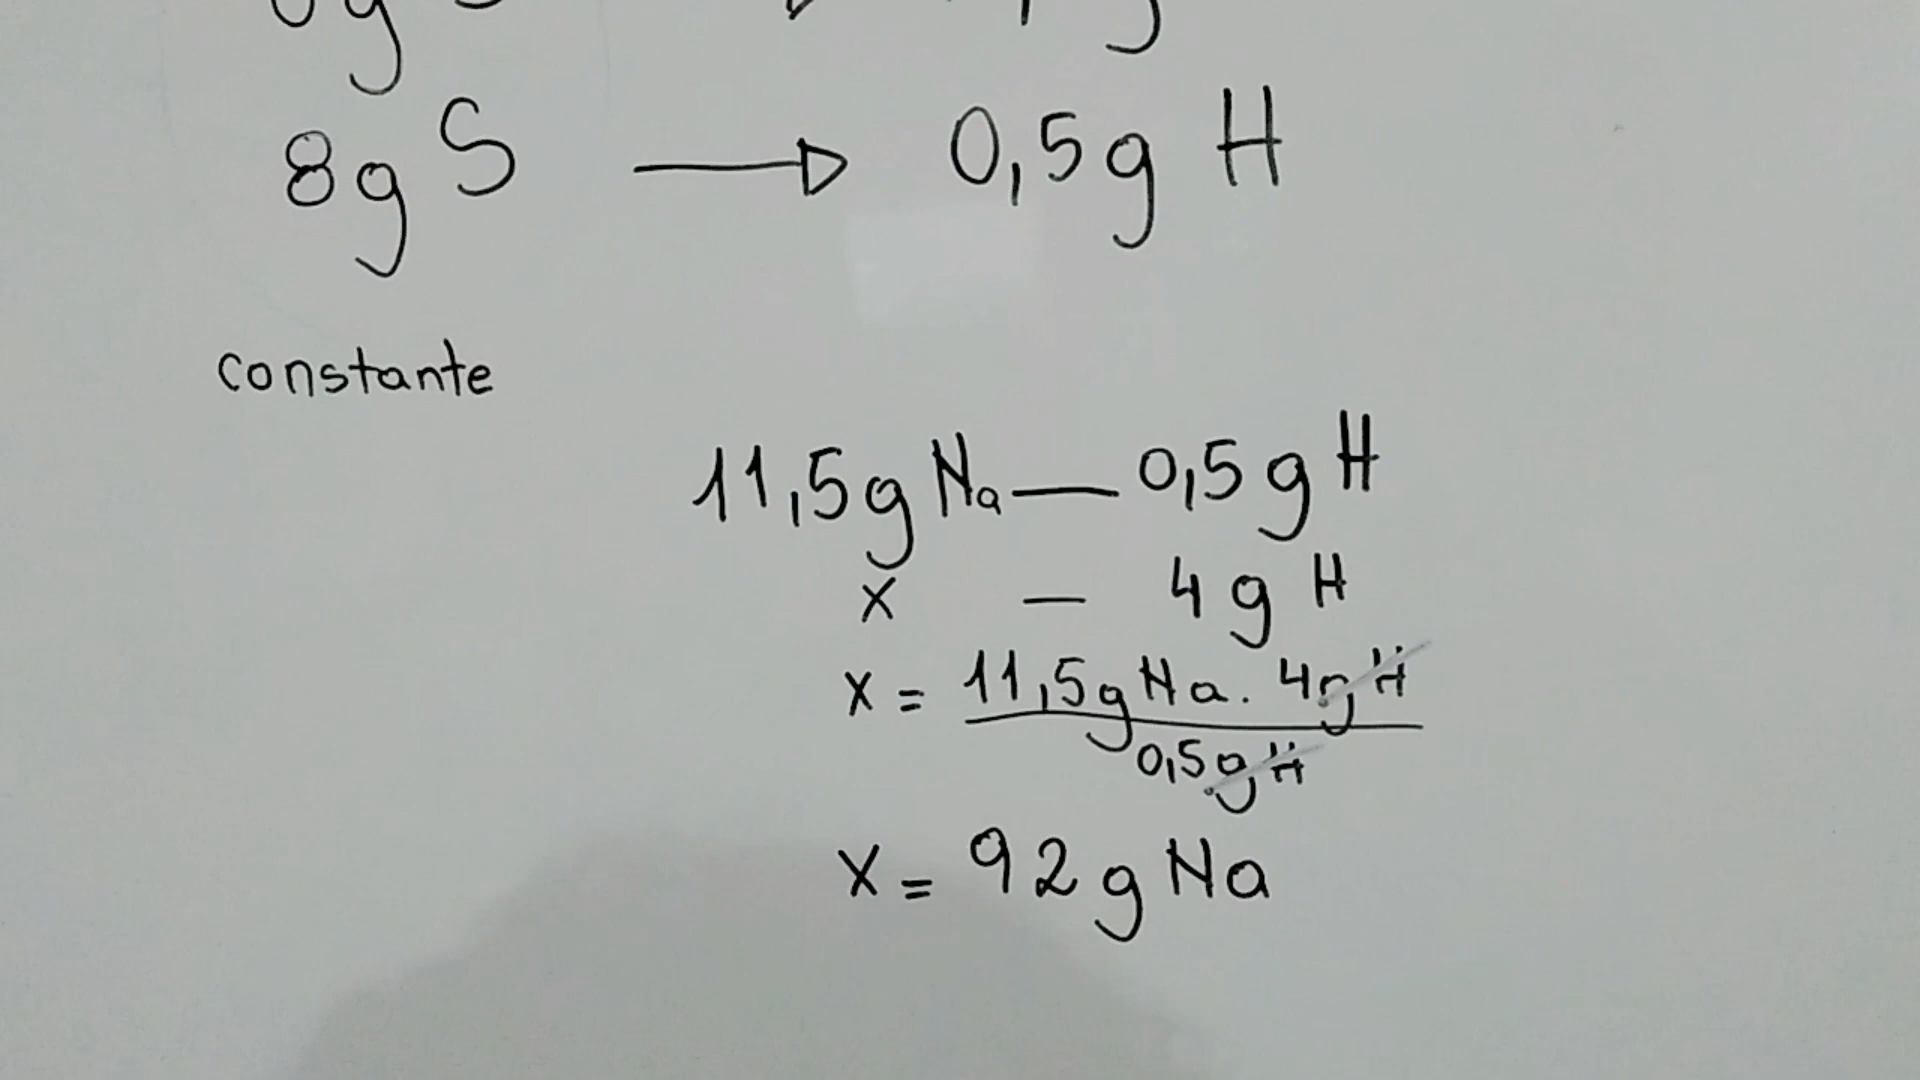 8g S → 0,5g H
constante
11,5g Na — 0,5g H
x — 4g H
x = 11,5g Na . 4g H
0,5g H
x = 92g Na